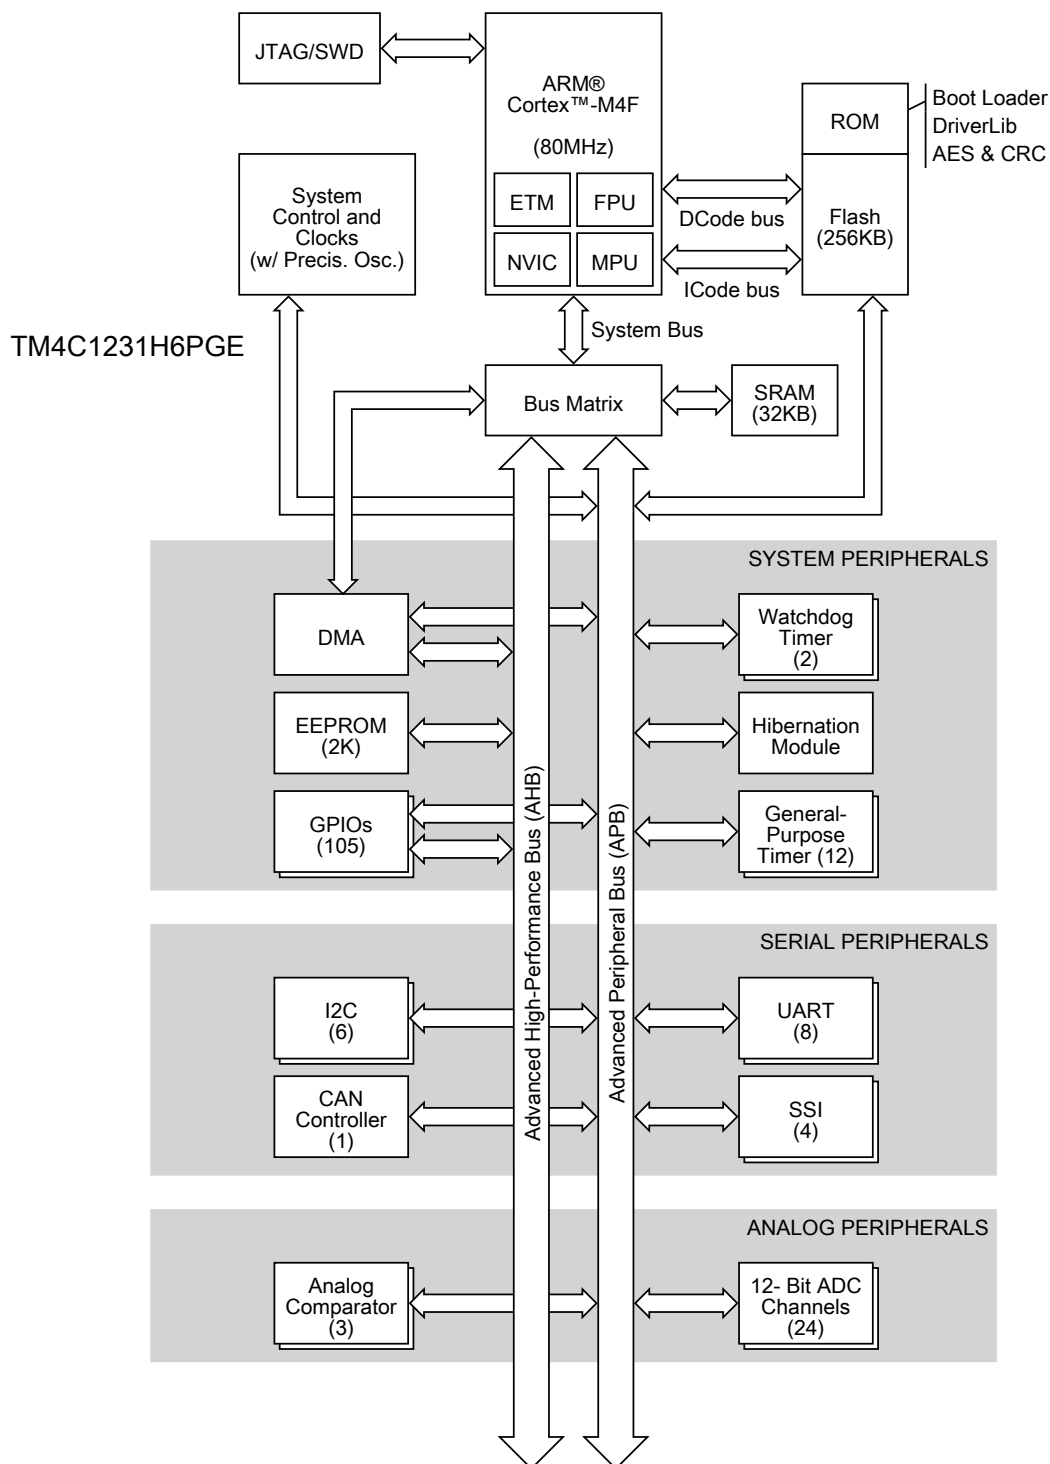 JTAG/SWD
ARM®
Cortex™-M4F
(80MHz)
ETM
FPU
NVIC
MPU
ROM
Boot Loader
DriverLib
AES & CRC
Flash
(256KB)
DCode bus
ICode bus
System
Control and
Clocks
(w/ Precis. Osc.)
TM4C1231H6PGE
System Bus
Bus Matrix
SRAM
(32KB)
SYSTEM PERIPHERALS
DMA
Watchdog
Timer
(2)
EEPROM
(2K)
Hibernation
Module
GPIOs
(105)
General-
Purpose
Timer (12)
Advanced High-Performance Bus (AHB)
Advanced Peripheral Bus (APB)
SERIAL PERIPHERALS
I2C
(6)
UART
(8)
CAN
Controller
(1)
SSI
(4)
ANALOG PERIPHERALS
Analog
Comparator
(3)
12- Bit ADC
Channels
(24)